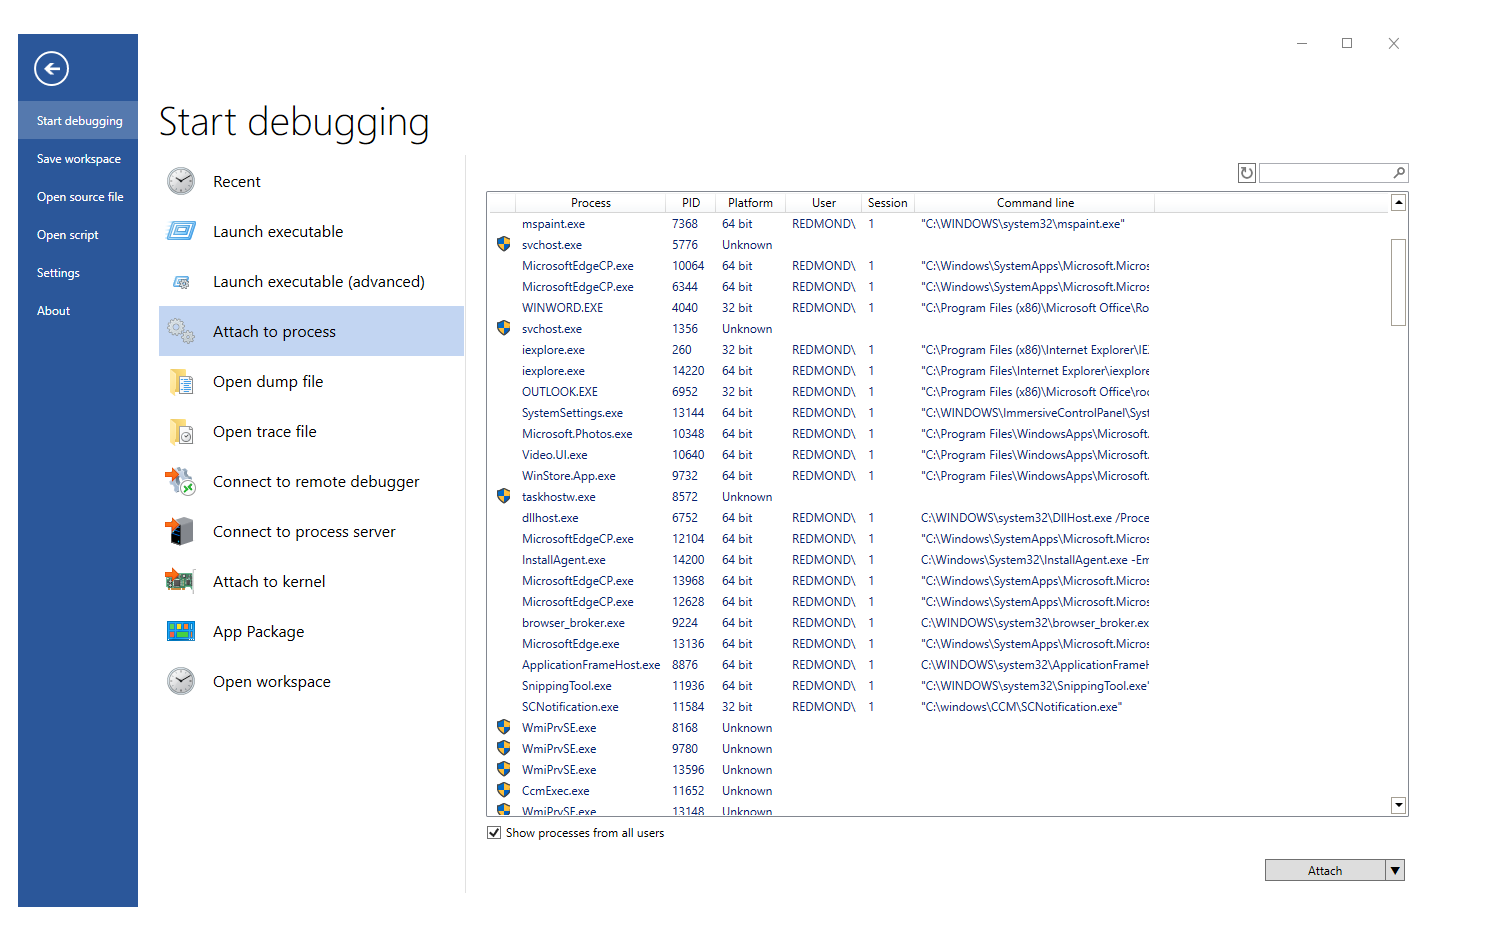 Start debugging
Save workspace
Open source file
Open script
Settings
About
Start debugging
Recent
Launch executable
Launch executable (advanced)
Attach to process
Open dump file
Open trace file
Connect to remote debugger
Connect to process server
Attach to kernel
App Package
Open workspace
Process PID Platform User Session Command line
mspaint.exe 7368 64 bit REDMOND\ 1 "C:\WINDOWS\system32\mspaint.exe"
svchost.exe 5776 Unknown
MicrosoftEdgeCP.exe 10064 64 bit REDMOND\ 1 "C:\Windows\SystemApps\Microsoft.Micros
MicrosoftEdgeCP.exe 6344 64 bit REDMOND\ 1 "C:\Windows\SystemApps\Microsoft.Micros
WINWORD.EXE 4040 32 bit REDMOND\ 1 "C:\Program Files (x86)\Microsoft Office\Ro
svchost.exe 1356 Unknown
iexplore.exe 260 32 bit REDMOND\ 1 "C:\Program Files (x86)\Internet Explorer\IE
iexplore.exe 14220 64 bit REDMOND\ 1 "C:\Program Files\Internet Explorer\iexplore
OUTLOOK.EXE 6952 32 bit REDMOND\ 1 "C:\Program Files (x86)\Microsoft Office\roc
SystemSettings.exe 13144 64 bit REDMOND\ 1 "C:\WINDOWS\ImmersiveControlPanel\Syst
Microsoft.Photos.exe 10348 64 bit REDMOND\ 1 "C:\Program Files\WindowsApps\Microsoft.
Video.UI.exe 10640 64 bit REDMOND\ 1 "C:\Program Files\WindowsApps\Microsoft.
WinStore.App.exe 9732 64 bit REDMOND\ 1 "C:\Program Files\WindowsApps\Microsoft.
taskhostw.exe 8572 Unknown
dllhost.exe 6752 64 bit REDMOND\ 1 C:\WINDOWS\system32\DllHost.exe /Proce
MicrosoftEdgeCP.exe 12104 64 bit REDMOND\ 1 "C:\Windows\SystemApps\Microsoft.Micros
InstallAgent.exe 14200 64 bit REDMOND\ 1 C:\Windows\System32\InstallAgent.exe -Em
MicrosoftEdgeCP.exe 13968 64 bit REDMOND\ 1 "C:\Windows\SystemApps\Microsoft.Micros
MicrosoftEdgeCP.exe 12628 64 bit REDMOND\ 1 "C:\Windows\SystemApps\Microsoft.Micros
browser_broker.exe 9224 64 bit REDMOND\ 1 C:\WINDOWS\system32\browser_broker.ex
MicrosoftEdge.exe 13136 64 bit REDMOND\ 1 "C:\Windows\SystemApps\Microsoft.Micros
ApplicationFrameHost.exe 8876 64 bit REDMOND\ 1 C:\WINDOWS\system32\ApplicationFrameH
SnippingTool.exe 11936 64 bit REDMOND\ 1 "C:\WINDOWS\system32\SnippingTool.exe"
SCNotification.exe 11584 32 bit REDMOND\ 1 "C:\windows\CCM\SCNotification.exe"
WmiPrvSE.exe 8168 Unknown
WmiPrvSE.exe 9780 Unknown
WmiPrvSE.exe 13596 Unknown
CcmExec.exe 11652 Unknown
WmiPrvSE.exe 13148 Unknown
Show processes from all users
Attach